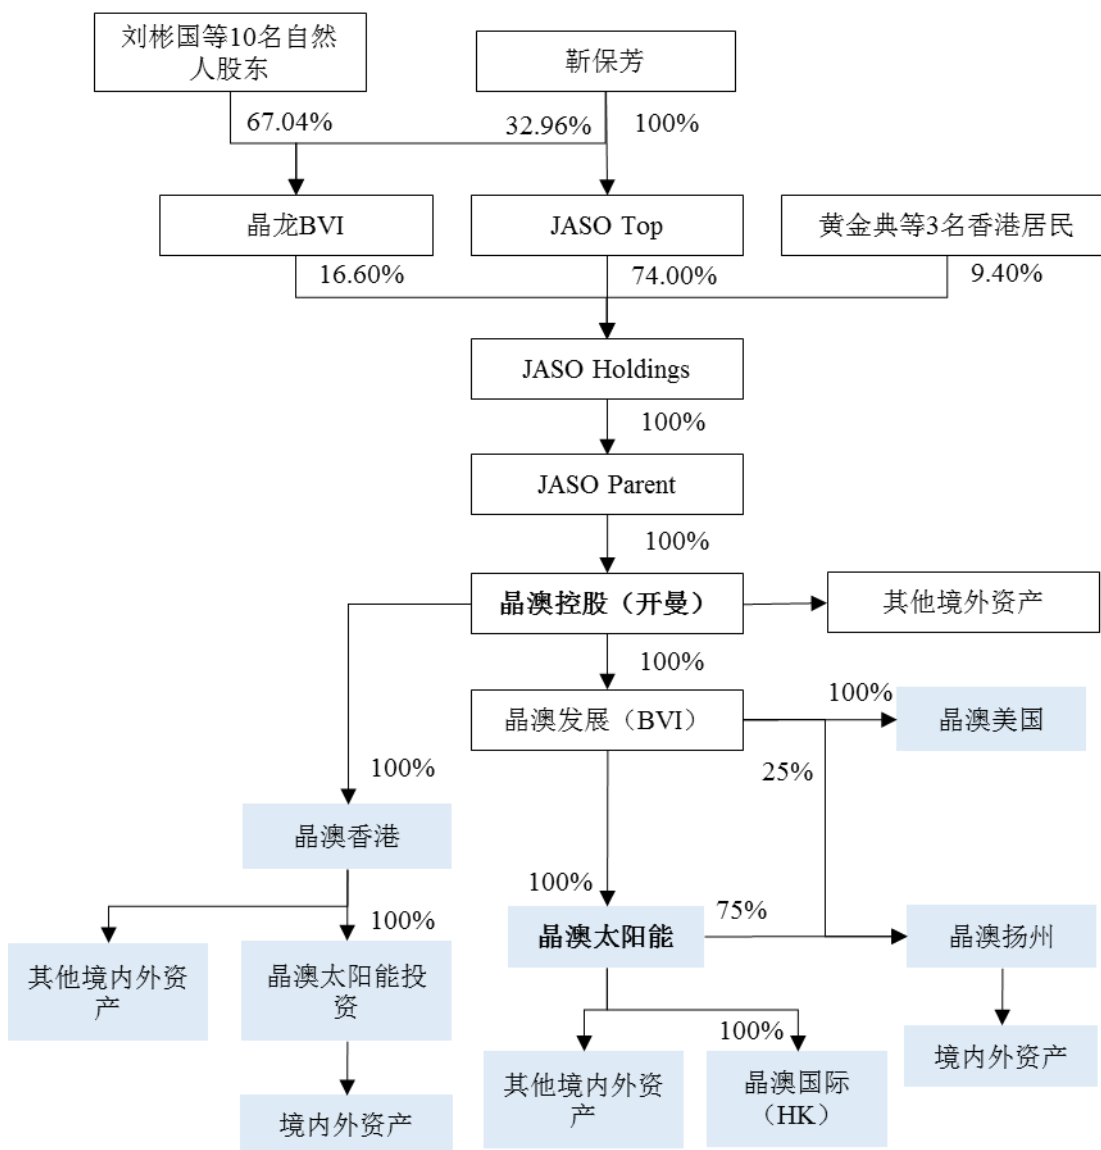 刘彬国等10名自然
人股东
靳保芳
67.04%
32.96%
100%
晶龙BVI
JASO Top
黄金典等3名香港居民
16.60%
74.00%
9.40%
JASO Holdings
100%
JASO Parent
100%
晶澳控股（开曼）
其他境外资产
100%
晶澳发展（BVI）
100%
晶澳美国
25%
100%
晶澳香港
100%
晶澳太阳能
75%
晶澳扬州
100%
其他境内外资
产
晶澳太阳能投
资
境内外资产
100%
其他境内外资
产
晶澳国际
（HK）
境内外资产